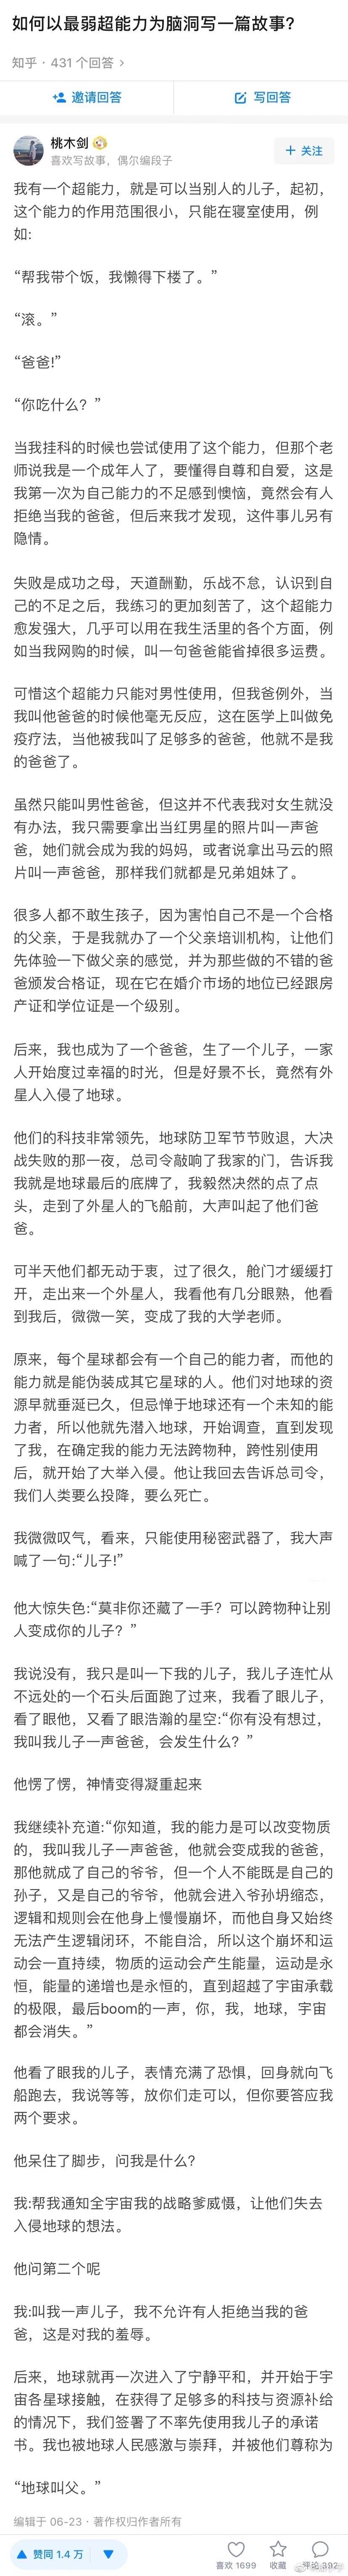 如何以最弱超能力为脑洞写一篇故事?
知乎 · 431 个回答 >
邀请回答
写回答
桃木剑
喜欢写故事，偶尔编段子
+ 关注
我有一个超能力，就是可以当别人的儿子，起初，
这个能力的作用范围很小，只能在寝室使用，例
如:
“帮我带个饭，我懒得下楼了。”
“滚。”
“爸爸!”
“你吃什么？”
当我挂科的时候也尝试使用了这个能力，但那个老
师说我是一个成年人了，要懂得自尊和自爱，这是
我第一次为自己能力的不足感到懊恼，竟然会有人
拒绝当我的爸爸，但后来我才发现，这件事儿另有
隐情。
失败是成功之母，天道酬勤，乐战不怠，认识到自
己的不足之后，我练习的更加刻苦了，这个超能力
愈发强大，几乎可以用在我生活里的各个方面，例
如当我网购的时候，叫一句爸爸能省掉很多运费。
可惜这个超能力只能对男性使用，但我爸例外，当
我叫他爸爸的时候他毫无反应，这在医学上叫做免
疫疗法，当他被我叫了足够多的爸爸，他就不是我
的爸爸了。
虽然只能叫男性爸爸，但这并不代表我对女生就没
有办法，我只需要拿出当红男星的照片叫一声爸
爸，她们就会成为我的妈妈，或者说拿出马云的照
片叫一声爸爸，那样我们就都是兄弟姐妹了。
很多人都不敢生孩子，因为害怕自己不是一个合格
的父亲，于是我就办了一个父亲培训机构，让他们
先体验一下做父亲的感觉，并为那些做的不错的爸
爸颁发合格证，现在它在婚介市场的地位已经跟房
产证和学位证是一个级别。
后来，我也成为了一个爸爸，生了一个儿子，一家
人开始度过幸福的时光，但是好景不长，竟然有外
星人入侵了地球。
他们的科技非常领先，地球防卫军节节败退，大决
战失败的那一夜，总司令敲响了我家的门，告诉我
我就是地球最后的底牌了，我毅然决然的点了点
头，走到了外星人的飞船前，大声叫起了他们爸
爸。
可半天他们都无动于衷，过了很久，舱门才缓缓打
开，走出来一个外星人，我看他有几分眼熟，他看
到我后，微微一笑，变成了我的大学老师。
原来，每个星球都会有一个自己的能力者，而他的
能力就是能伪装成其它星球的人。他们对地球的资
源早就垂涎已久，但忌惮于地球还有一个未知的能
力者，所以他就先潜入地球，开始调查，直到发现
了我，在确定我的能力无法跨物种，跨性别使用
后，就开始了大举入侵。他让我回去告诉总司令，
我们人类要么投降，要么死亡。
我微微叹气，看来，只能使用秘密武器了，我大声
喊了一句:“儿子!”
他大惊失色:“莫非你还藏了一手？可以跨物种让别
人变成你的儿子？”
我说没有，我只是叫一下我的儿子，我儿子连忙从
不远处的一个石头后面跑了过来，我看了眼儿子，
看了眼他，又看了眼浩瀚的星空:“你有没有想过，
我叫我儿子一声爸爸，会发生什么？”
他愣了愣，神情变得凝重起来
我继续补充道:“你知道，我的能力是可以改变物质
的，我叫我儿子一声爸爸，他就会变成我的爸爸，
那他就成了自己的爷爷，但一个人不能既是自己的
孙子，又是自己的爷爷，他就会进入爷孙坍缩态，
逻辑和规则会在他身上慢慢崩坏，而他自身又始终
无法产生逻辑闭环，不能自洽，所以这个崩坏和运
动会一直持续，物质的运动会产生能量，运动是永
恒，能量的递增也是永恒的，直到超越了宇宙承载
的极限，最后boom的一声，你，我，地球，宇宙
都会消失。”
他看了眼我的儿子，表情充满了恐惧，回身就向飞
船跑去，我说等等，放你们走可以，但你要答应我
两个要求。
他呆住了脚步，问我是什么?
我:帮我通知全宇宙我的战略爹威慑，让他们失去
入侵地球的想法。
他问第二个呢
我:叫我一声儿子，我不允许有人拒绝当我的爸
爸，这是对我的羞辱。
后来，地球就再一次进入了宁静平和，并开始于宇
宙各星球接触，在获得了足够多的科技与资源补给
的情况下，我们签署了不率先使用我儿子的承诺
书。我也被地球人民感激与崇拜，并被他们尊称为
“地球叫父。”
编辑于 06-23 · 著作权归作者所有
赞同 1.4 万
喜欢 1699
收藏
评论 392